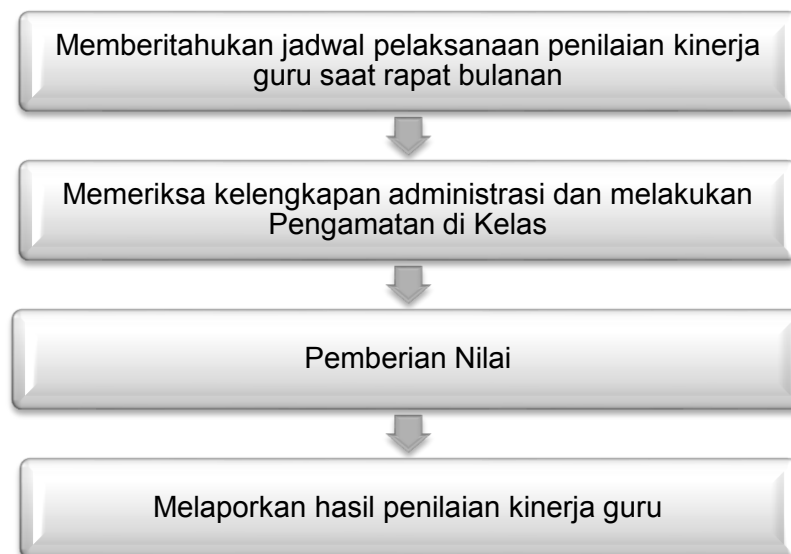 Memberitahukan jadwal pelaksanaan penilaian kinerja
guru saat rapat bulanan
Memeriksa kelengkapan administrasi dan melakukan
Pengamatan di Kelas
Pemberian Nilai
Melaporkan hasil penilaian kinerja guru